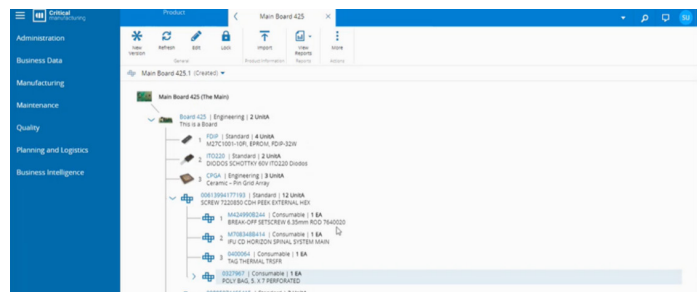 Critical
manufacturing
Product
Main Board 425
SU
Administration
Business Data
Manufacturing
Maintenance
Quality
Planning and Logistics
Business Intelligence
New Version
Refresh
Edit
Lock
Import
View Reports
More
General
Product Information
Reports
Actions
Main Board 425.1 (Created)
Main Board 425 (The Main)
Board 425 | Engineering | 2 UnitA
This is a Board
1 FDIP | Standard | 4 UnitA
M27C1001-10FI, EPROM, FDIP-32W
2 ITO220 | Standard | 2 UnitA
DIODOS SCHOTTKY 60V ITO220 Diodos
3 CPGA | Engineering | 3 UnitA
Ceramic - Pin Grid Array
00613994177193 | Standard | 12 UnitA
SCREW 7220850 CDH PEEK EXTERNAL HEX
1 M424990B244 | Consumable | 1 EA
BREAK-OFF SETSCREW 6.35mm ROD 7640020
2 M708348B414 | Consumable | 1 EA
IFU CD HORIZON SPINAL SYSTEM MAIN
3 0400064 | Consumable | 1 EA
TAG THERMAL TRSFR
0327967 | Consumable | 1 EA
POLY BAG, 5. X 7 PERFORATED